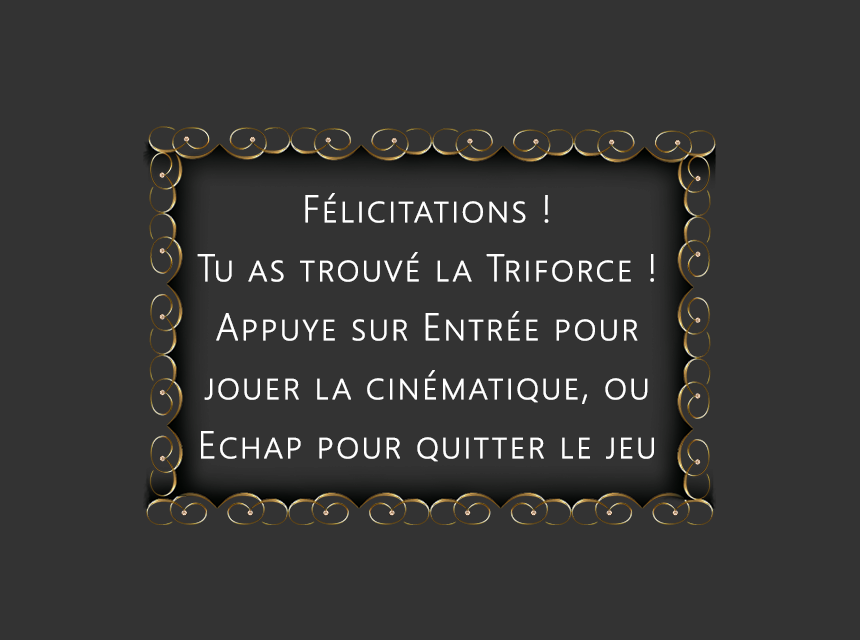 Félicitations !
Tu as trouvé la Triforce !
Appuye sur Entrée pour
jouer la cinématique, ou
Echap pour quitter le jeu